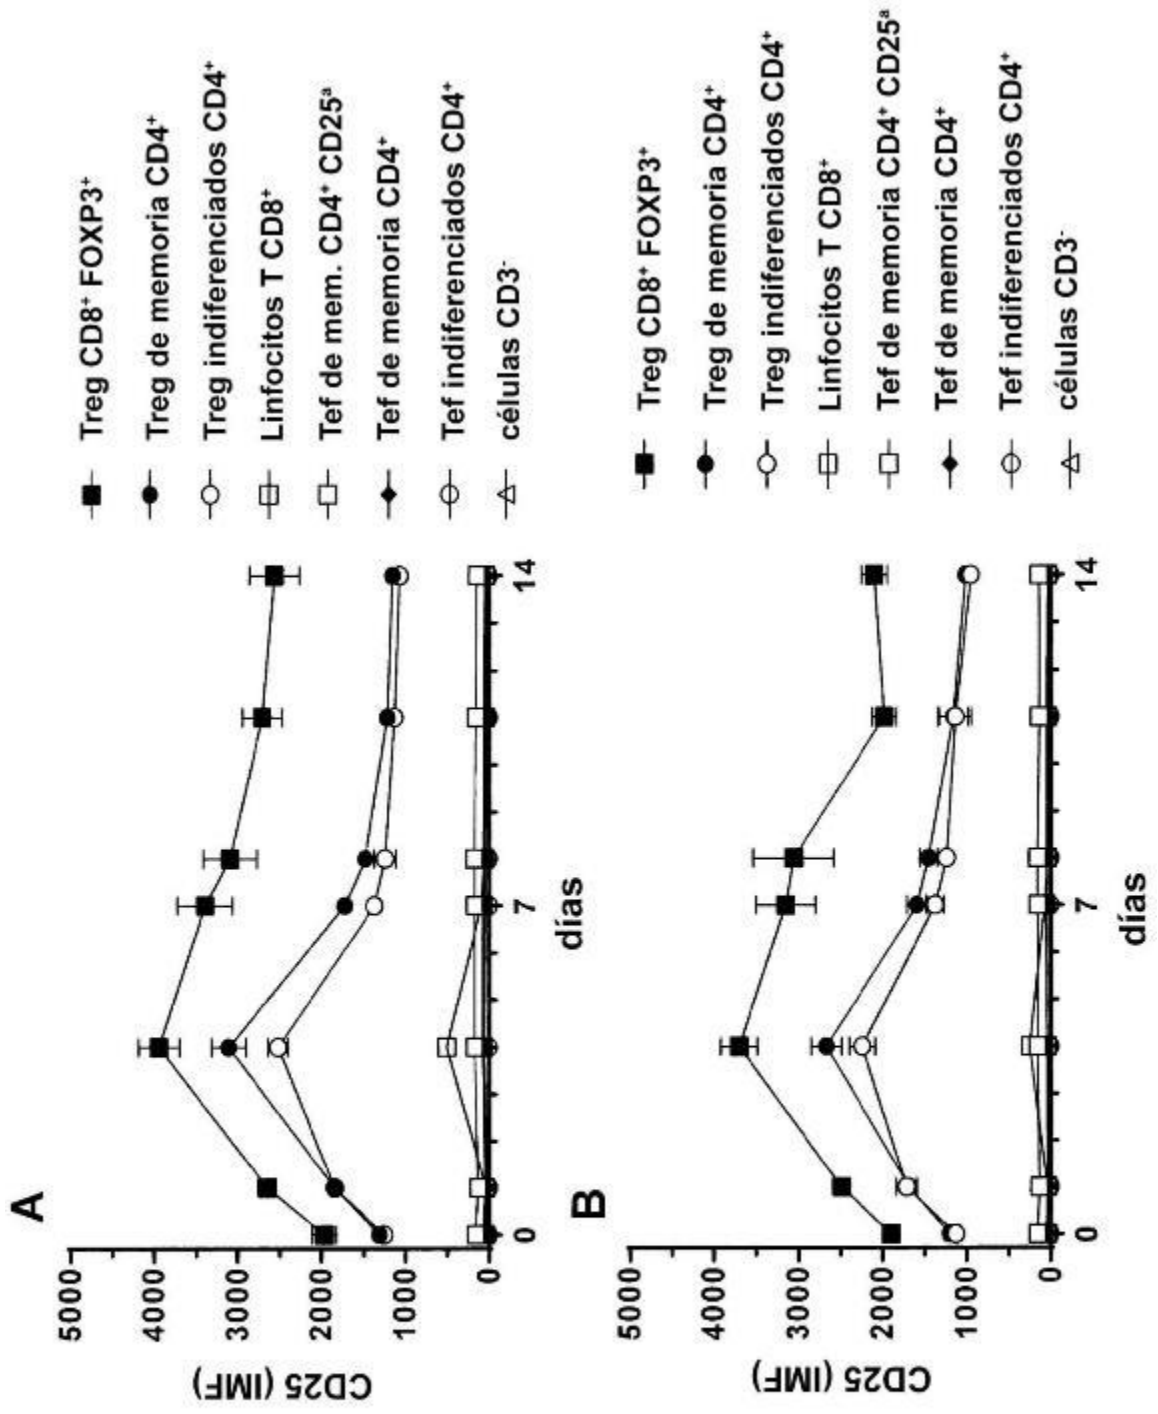 A
CD25 (IMF)
5000
4000
3000
2000
1000
0
0
7
14
días
Treg CD8⁺ FOXP3⁺
Treg de memoria CD4⁺
Treg indiferenciados CD4⁺
Linfocitos T CD8⁺
Tef de mem. CD4⁺ CD25ᵃ
Tef de memoria CD4⁺
Tef indiferenciados CD4⁺
células CD3⁻
B
CD25 (IMF)
5000
4000
3000
2000
1000
0
0
7
14
días
Treg CD8⁺ FOXP3⁺
Treg de memoria CD4⁺
Treg indiferenciados CD4⁺
Linfocitos T CD8⁺
Tef de memoria CD4⁺ CD25ᵃ
Tef de memoria CD4⁺
Tef indiferenciados CD4⁺
células CD3⁻